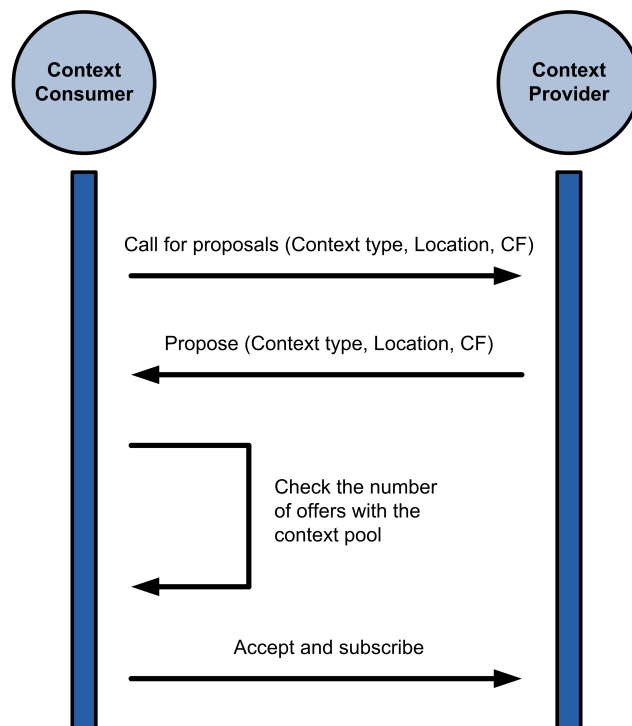 Context
Consumer
Context
Provider
Call for proposals (Context type, Location, CF)
Propose (Context type, Location, CF)
Check the number
of offers with the
context pool
Accept and subscribe